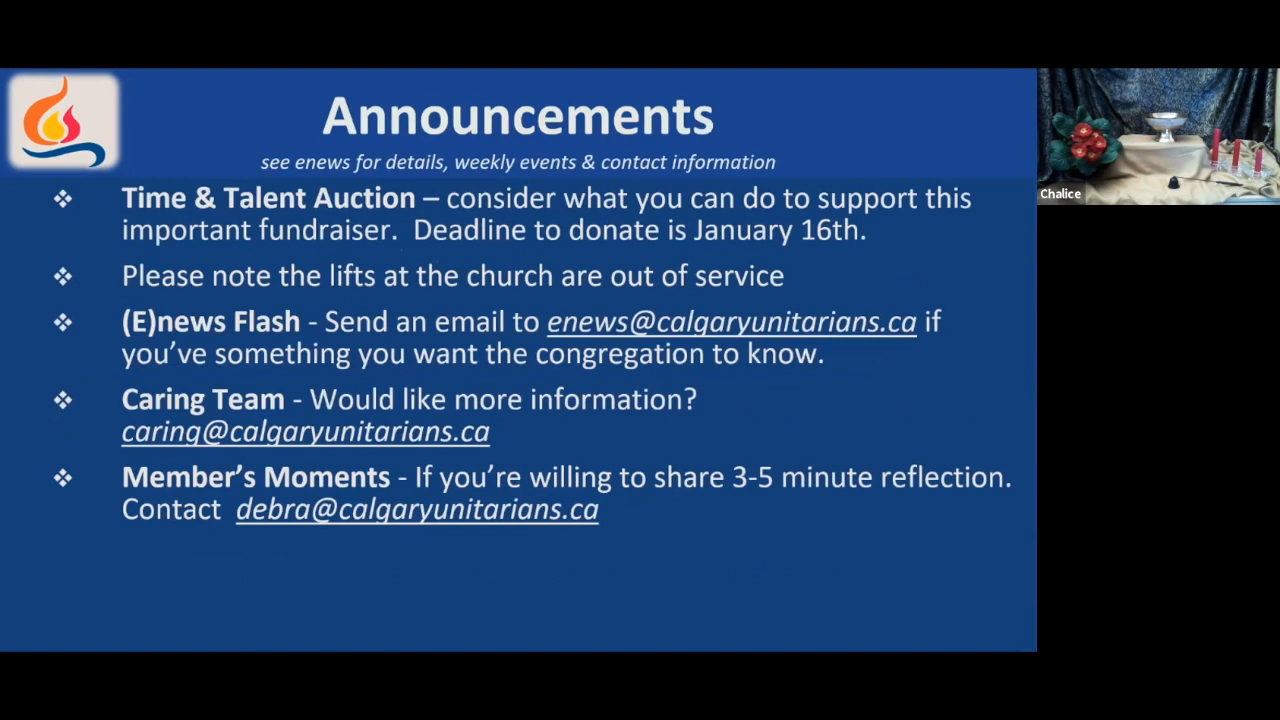 Announcements
see enews for details, weekly events & contact information
❖ Time & Talent Auction – consider what you can do to support this
important fundraiser. Deadline to donate is January 16th.
❖ Please note the lifts at the church are out of service
❖ (E)news Flash - Send an email to enews@calgaryunitarians.ca if
you've something you want the congregation to know.
❖ Caring Team - Would like more information?
caring@calgaryunitarians.ca
❖ Member's Moments - If you're willing to share 3-5 minute reflection.
Contact debra@calgaryunitarians.ca
Chalice